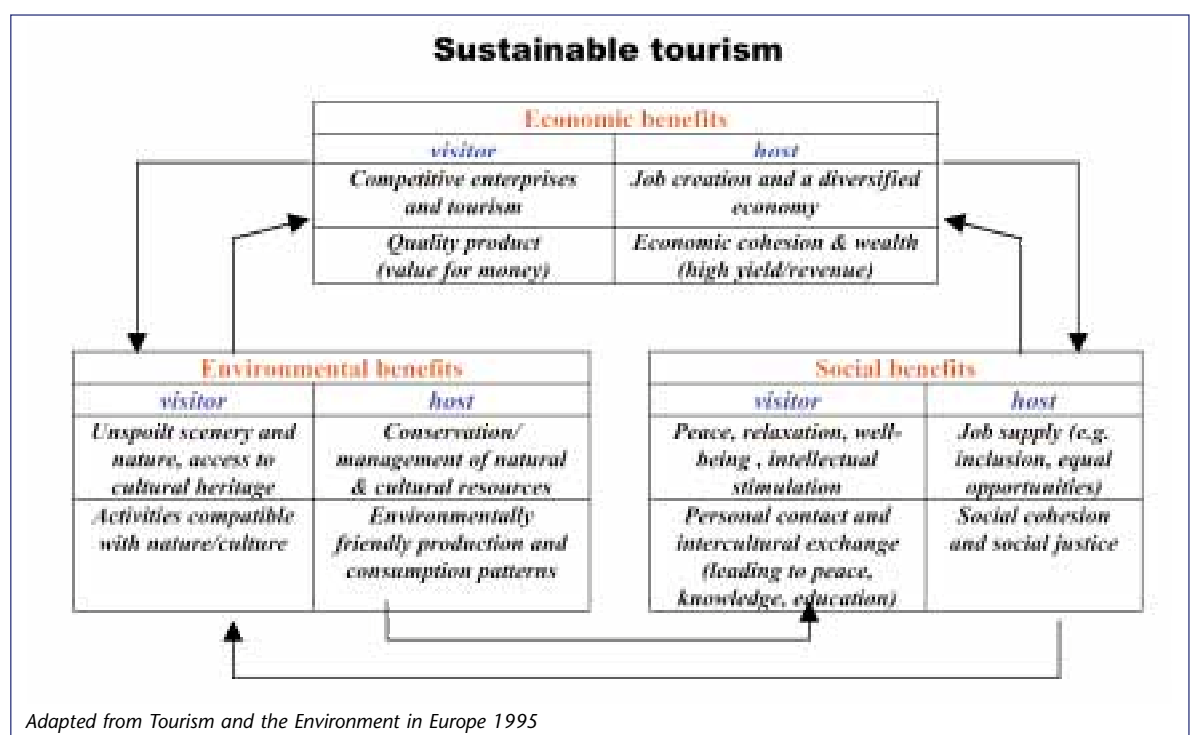 Sustainable tourism
Economic benefits
visitor
host
Competitive enterprises
and tourism
Job creation and a diversified
economy
Quality product
(value for money)
Economic cohesion & wealth
(high yield/revenue)
Environmental benefits
visitor
host
Unspoilt scenery and
nature, access to
cultural heritage
Conservation/
management of natural
& cultural resources
Activities compatible
with nature/culture
Environmentally
friendly production and
consumption patterns
Social benefits
visitor
host
Peace, relaxation, well-
being , intellectual
stimulation
Job supply (e.g.
inclusion, equal
opportunities)
Personal contact and
intercultural exchange
(leading to peace,
knowledge, education)
Social cohesion
and social justice
Adapted from Tourism and the Environment in Europe 1995